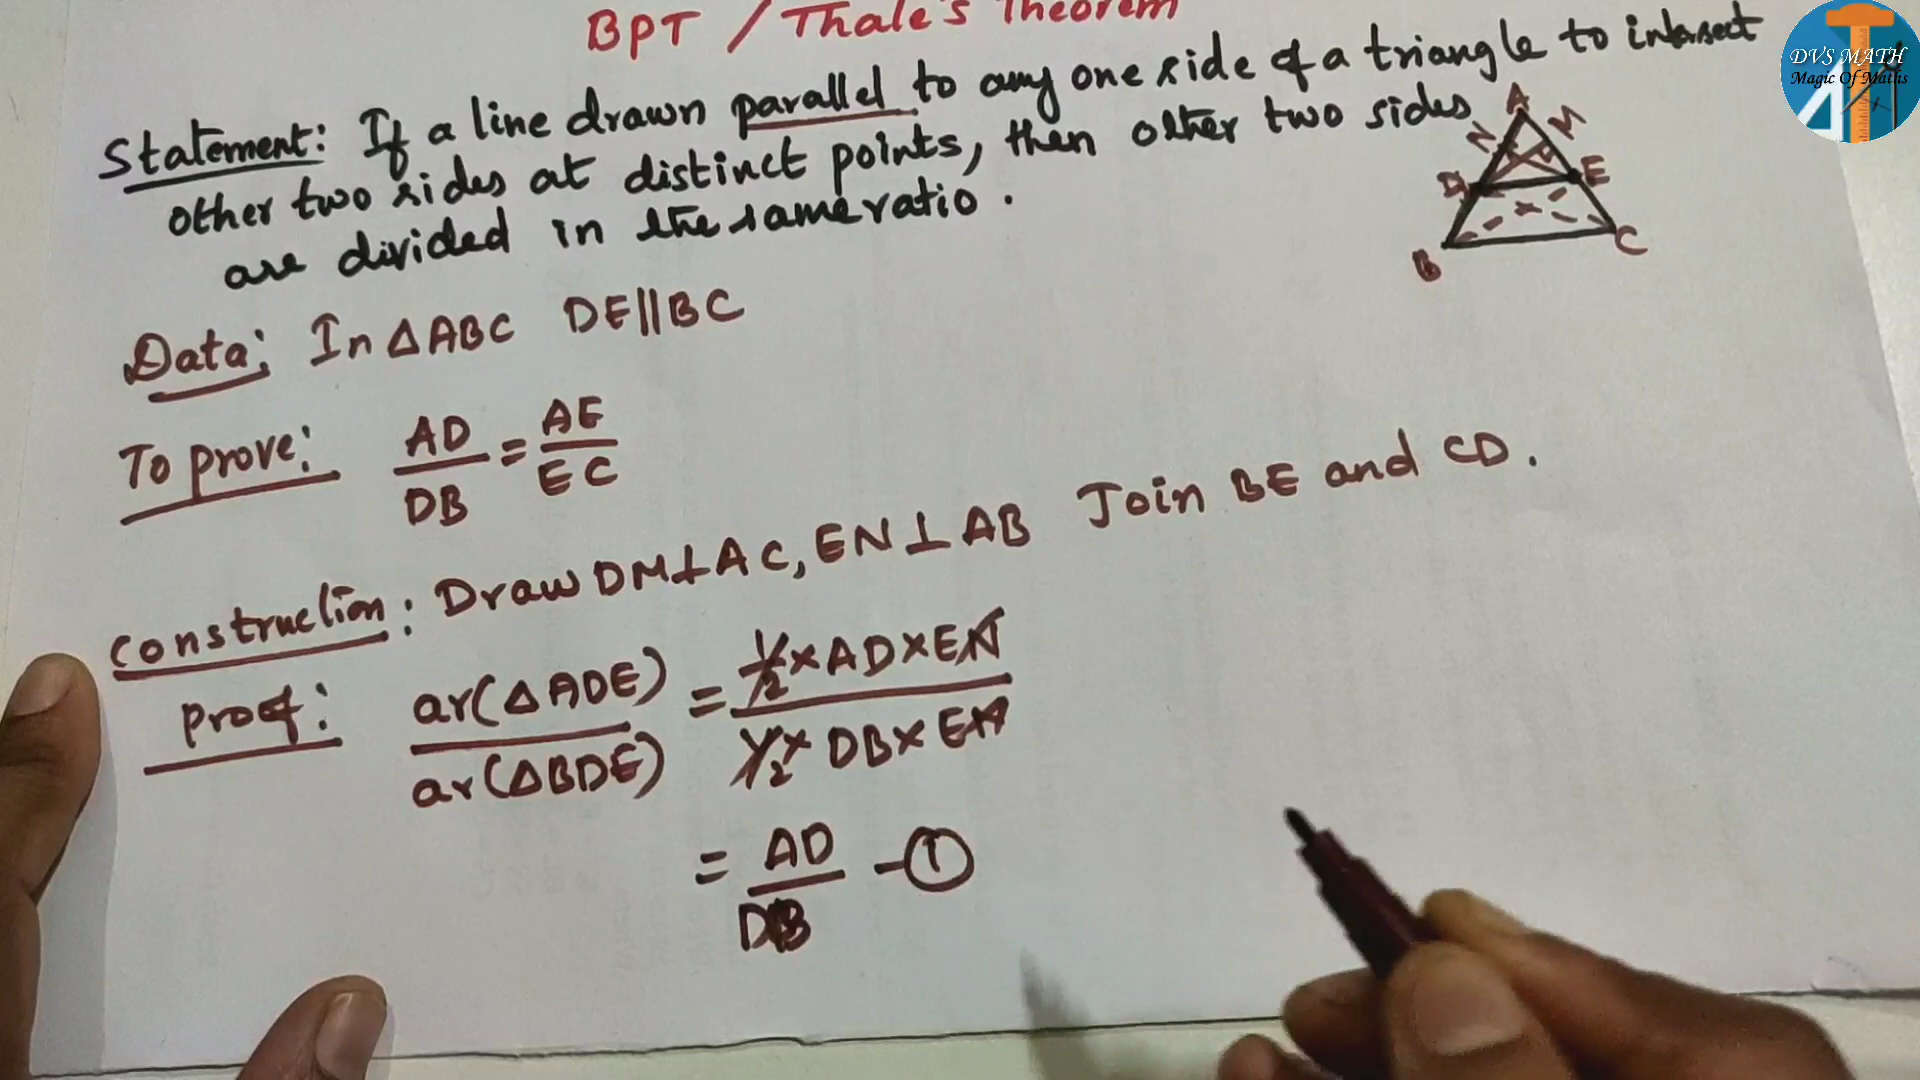 BPT / Thale's Theorem
Statement: If a line drawn parallel to any one side of a triangle to intersect
other two sides at distinct points, then other two sides
are divided in the same ratio.
Data: In △ABC DE||BC
To prove: AD/DB = AE/EC
Construction: Draw DM⊥AC, EN⊥AB Join BE and CD.
Proof: ar(△ADE)/ar(△BDE) = 1/2×AD×EN / 1/2×DB×EN
= AD/DB -①
A
N M
D E
B C
DVS MATH
Magic Of Maths